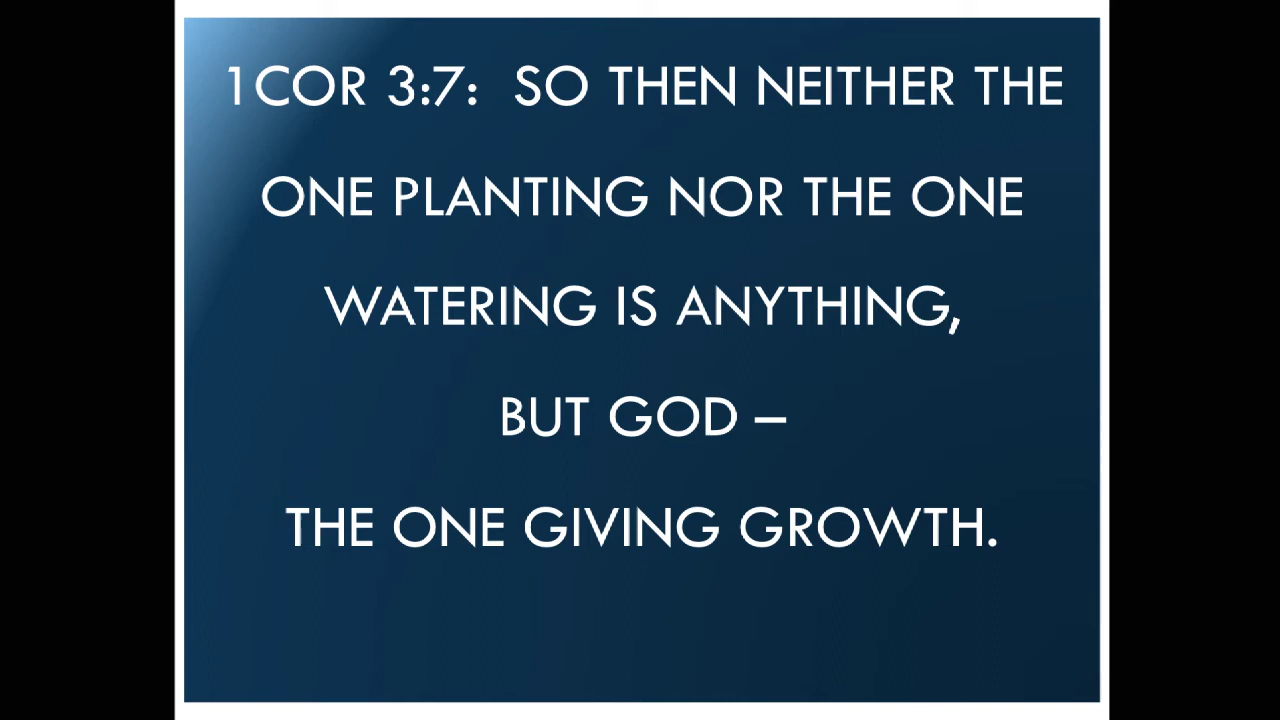 1COR 3:7:  SO THEN NEITHER THE
ONE PLANTING NOR THE ONE
WATERING IS ANYTHING,
BUT GOD –
THE ONE GIVING GROWTH.